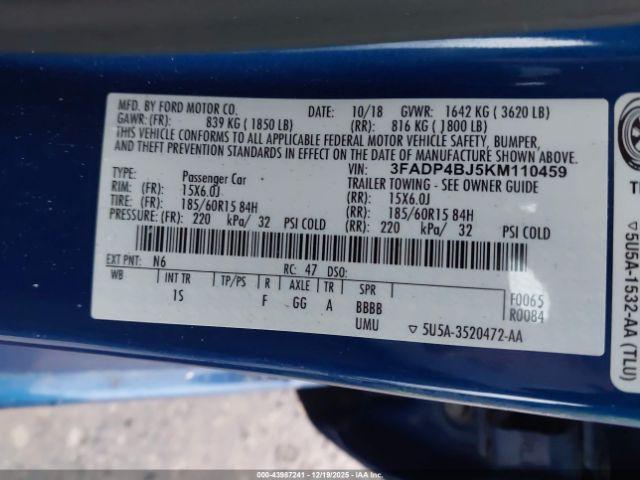 MFD. BY FORD MOTOR CO. DATE: 10/18 GVWR: 1642 KG ( 3620 LB)
GAWR: (FR): 839 KG ( 1850 LB) (RR): 816 KG ( 1800 LB)
THIS VEHICLE CONFORMS TO ALL APPLICABLE FEDERAL MOTOR VEHICLE SAFETY, BUMPER,
AND THEFT PREVENTION STANDARDS IN EFFECT ON THE DATE OF MANUFACTURE SHOWN ABOVE.
VIN: 3FADP4BJ5KM110459
TYPE: Passenger Car TRAILER TOWING - SEE OWNER GUIDE
RIM: (FR): 15X6.0J (RR): 15X6.0J
TIRE: (FR): 185/60R15 84H (RR): 185/60R15 84H
PRESSURE: (FR): 220 kPa/ 32 PSI COLD (RR): 220 kPa/ 32 PSI COLD
EXT PNT: N6 RC: 47 DSO:
WB INT TR TP/PS R AXLE TR SPR
1S F GG A BBBB
UMU
F0065
R0084
▽ 5U5A-3520472-AA
▽ 5U5A-1532-AA (TLU)
000-43987241 - 12/19/2025 - IAA